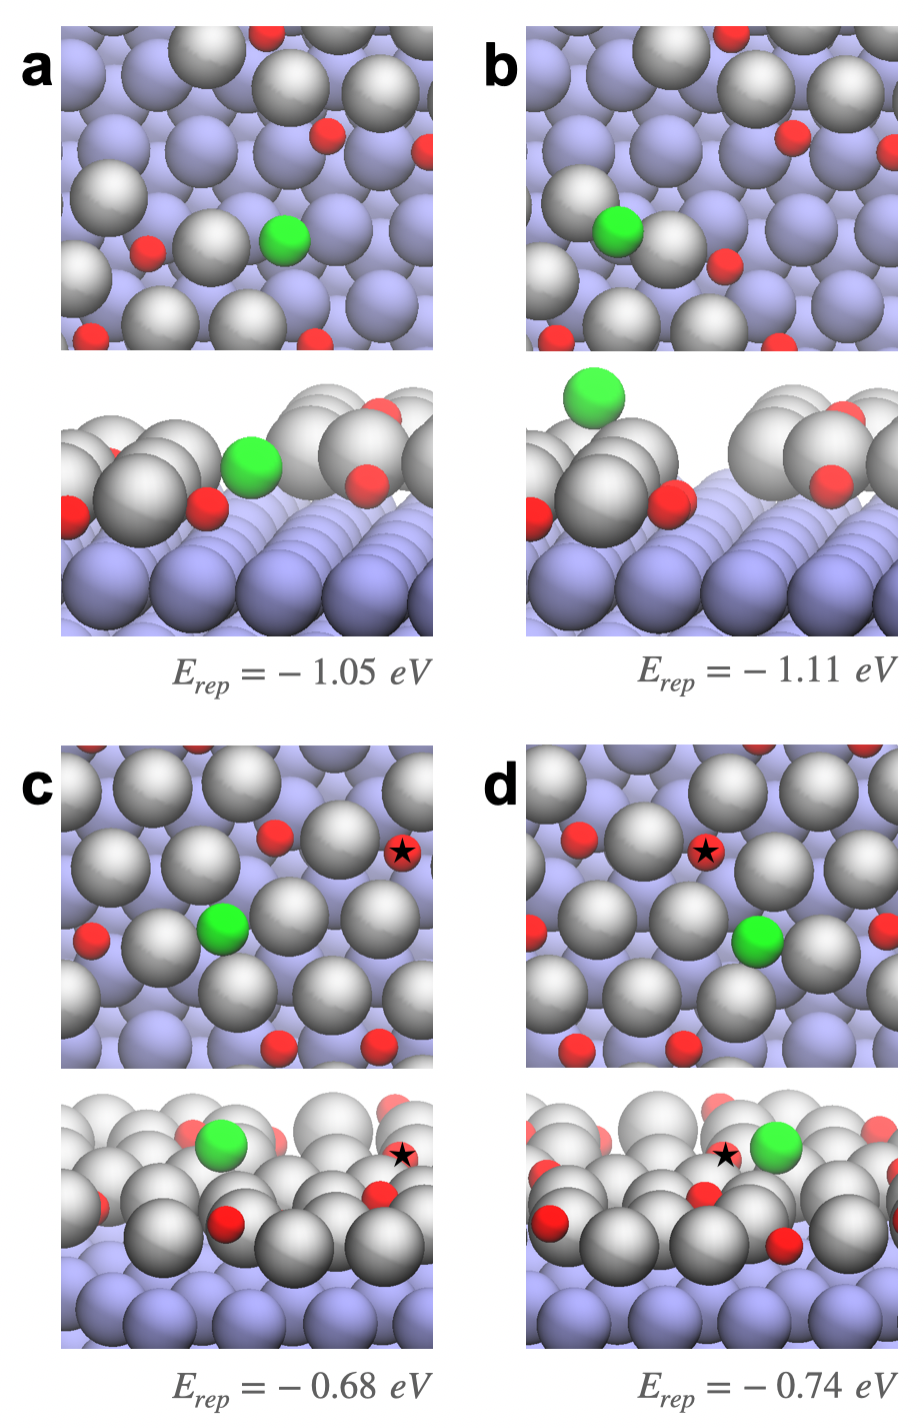 a b
E_rep = − 1.05 eV E_rep = − 1.11 eV
c d
★ ★
★ ★
E_rep = − 0.68 eV E_rep = − 0.74 eV